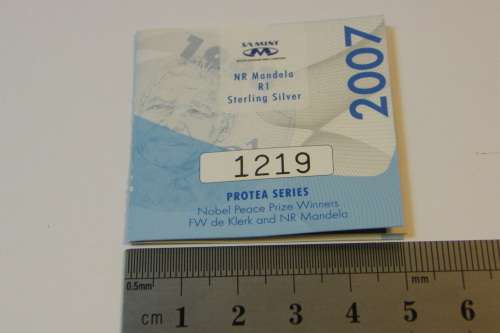 SA MINT
NR Mandela
R1
Sterling Silver
2007
1219
PROTEA SERIES
Nobel Peace Prize Winners
FW de Klerk and NR Mandela
0.5mm
mm
cm 1 2 3 4 5 6